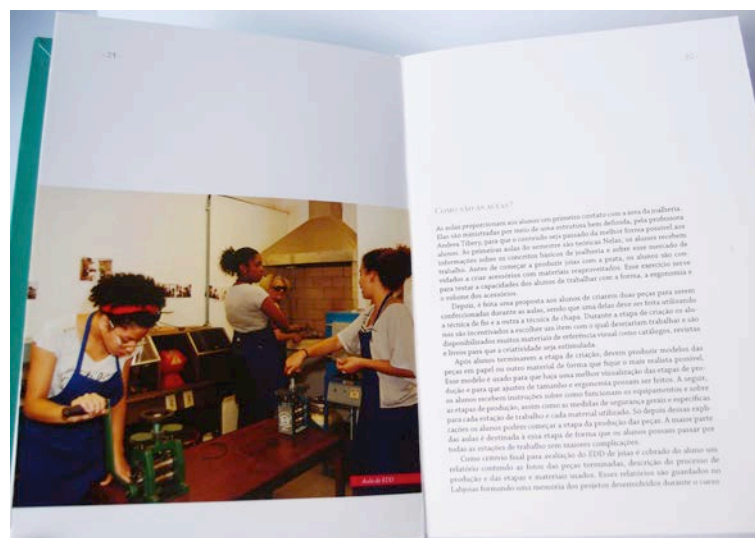 Aula de EDD
COMO SÃO AS AULAS?
As aulas proporcionam aos alunos um primeiro contato com a área da joalheria.
Elas são ministradas por meio de uma estrutura bem definida, pela professora
Andrea Tibery, para que o conteúdo seja passado da melhor forma possível aos
alunos. As primeiras aulas do semestre são teóricas. Nelas, os alunos recebem
informações sobre os conceitos básicos de joalheria e sobre esse mercado de
trabalho. Antes de começar a produzir joias com a prata, os alunos são con-
vidados a criar acessórios com materiais reaproveitados. Esse exercício serve
para testar a capacidades dos alunos de trabalhar com a forma, a ergonomia e
o volume dos acessórios.
Depois, é feita uma proposta aos alunos de criarem duas peças para serem
confeccionadas durante as aulas, sendo que uma delas deve ser feita utilizando
a técnica de fio e a outra a técnica de chapa. Durante a etapa de criação os alu-
nos são incentivados a escolher um item com o qual desejariam trabalhar e são
disponibilizados muitos materiais de referência visual como catálogos, revistas
e livros para que a criatividade seja estimulada.
Após alunos terminarem a etapa de criação, devem produzir modelos das
peças em papel ou outro material de forma que fique o mais realista possível.
Esse modelo é usado para que haja uma melhor visualização das etapas de pro-
dução e para que ajustes de tamanho e ergonomia possam ser feitos. A seguir,
os alunos recebem instruções sobre como funcionam os equipamentos e sobre
as etapas de produção, assim como as medidas de segurança gerais e específicas
para cada estação de trabalho e cada material utilizado. Só depois dessas expli-
cações os alunos podem começar a etapa da produção das peças. A maior parte
das aulas é destinada à essa etapa de forma que os alunos possam passar por
todas as estações de trabalho sem maiores complicações.
Como critério final para avaliação do EDD de joias é cobrado do aluno um
relatório contendo as fotos das peças terminadas, descrição do processo de
produção e das etapas e materiais usados. Esses relatórios são guardados no
Labjoias formando uma memória dos projetos desenvolvidos durante o curso